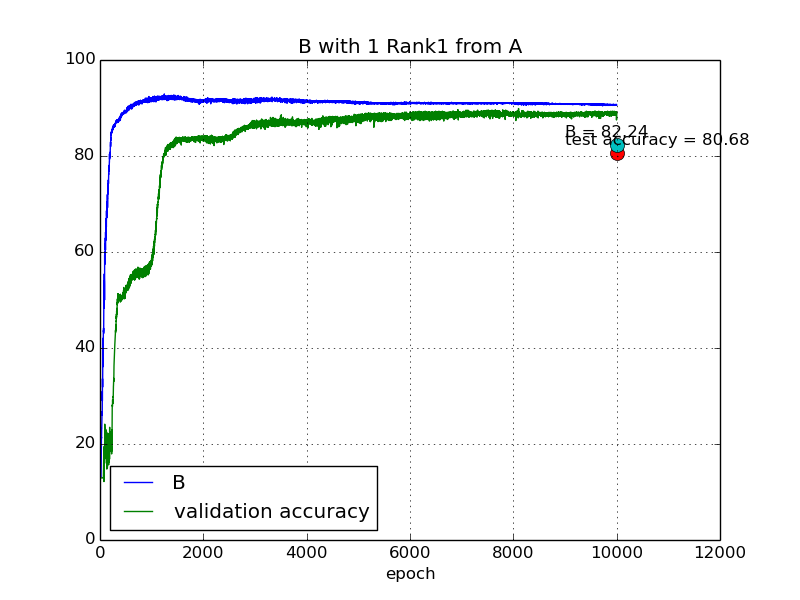 B with 1 Rank1 from A
100
80
60
40
20
0
B = 82.24
test accuracy = 80.68
B
validation accuracy
0 2000 4000 6000 8000 10000 12000
epoch